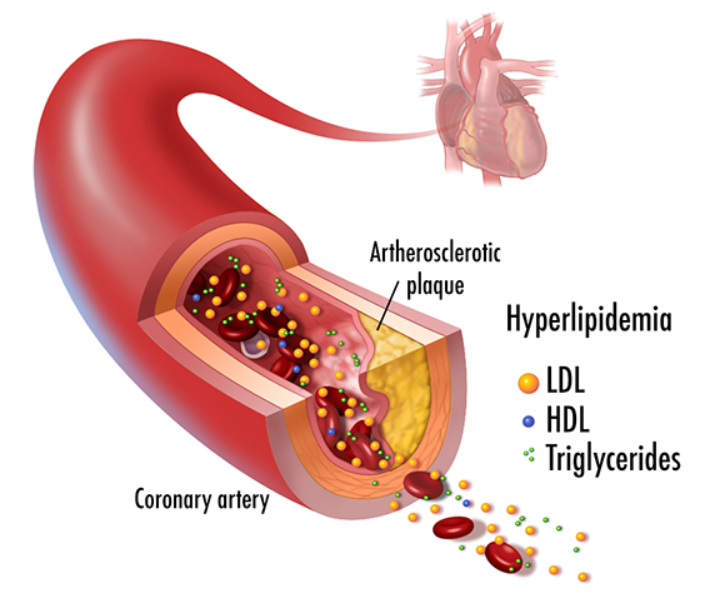 Artherosclerotic
plaque
Hyperlipidemia
LDL
HDL
Triglycerides
Coronary artery